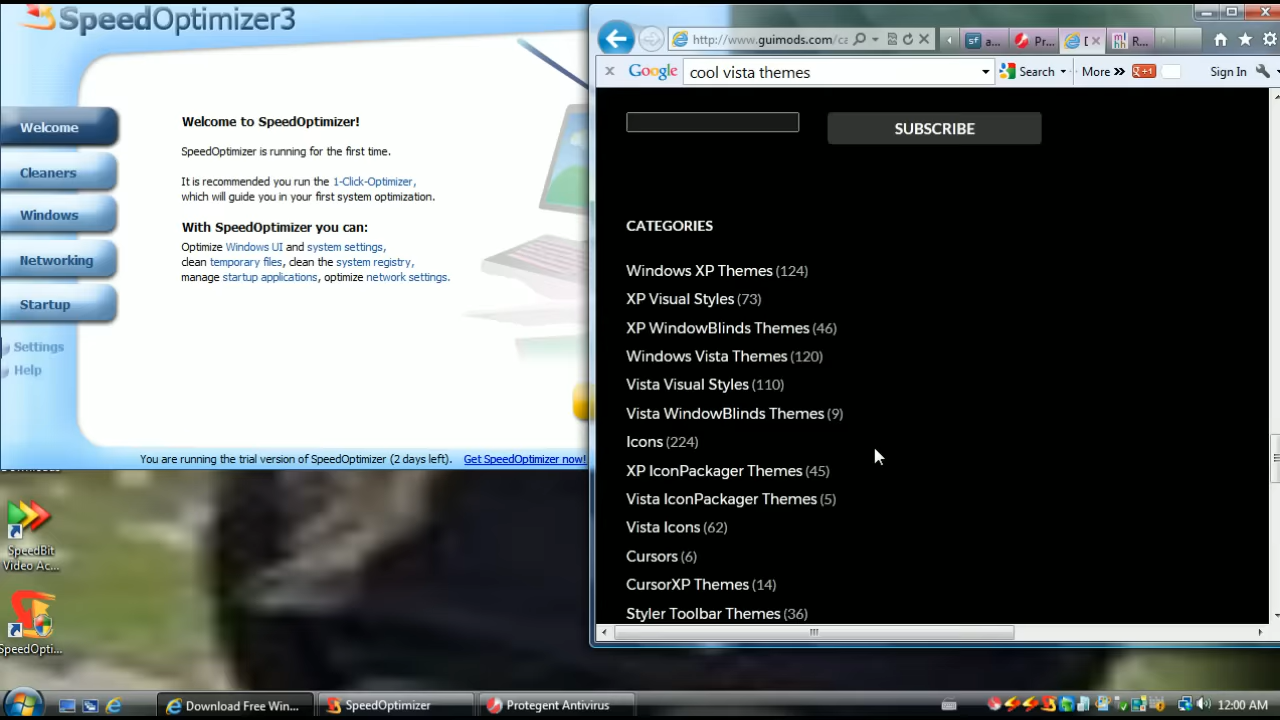 SpeedOptimizer3
Welcome
Cleaners
Windows
Networking
Startup
Settings
Help
Welcome to SpeedOptimizer!
SpeedOptimizer is running for the first time.
It is recommended you run the 1-Click-Optimizer,
which will guide you in your first system optimization.
With SpeedOptimizer you can:
Optimize Windows UI and system settings,
clean temporary files, clean the system registry,
manage startup applications, optimize network settings.
You are running the trial version of SpeedOptimizer (2 days left). Get SpeedOptimizer now!
SpeedBit
Video Ac...
SpeedOpti...
http://www.guimods.com/ca
a...
Pr...
R...
Google cool vista themes Search More » +1 Sign In
SUBSCRIBE
CATEGORIES
Windows XP Themes (124)
XP Visual Styles (73)
XP WindowBlinds Themes (46)
Windows Vista Themes (120)
Vista Visual Styles (110)
Vista WindowBlinds Themes (9)
Icons (224)
XP IconPackager Themes (45)
Vista IconPackager Themes (5)
Vista Icons (62)
Cursors (6)
CursorXP Themes (14)
Styler Toolbar Themes (36)
Download Free Win...
SpeedOptimizer
Protegent Antivirus
12:00 AM